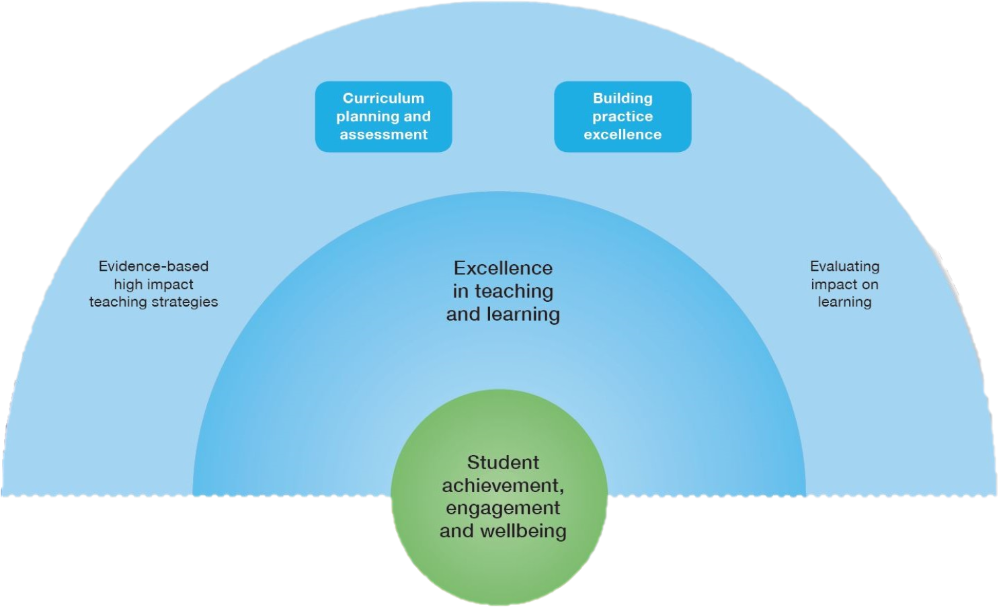 Curriculum
planning and
assessment
Building
practice
excellence
Evidence-based
high impact
teaching strategies
Excellence
in teaching
and learning
Evaluating
impact on
learning
Student
achievement,
engagement
and wellbeing